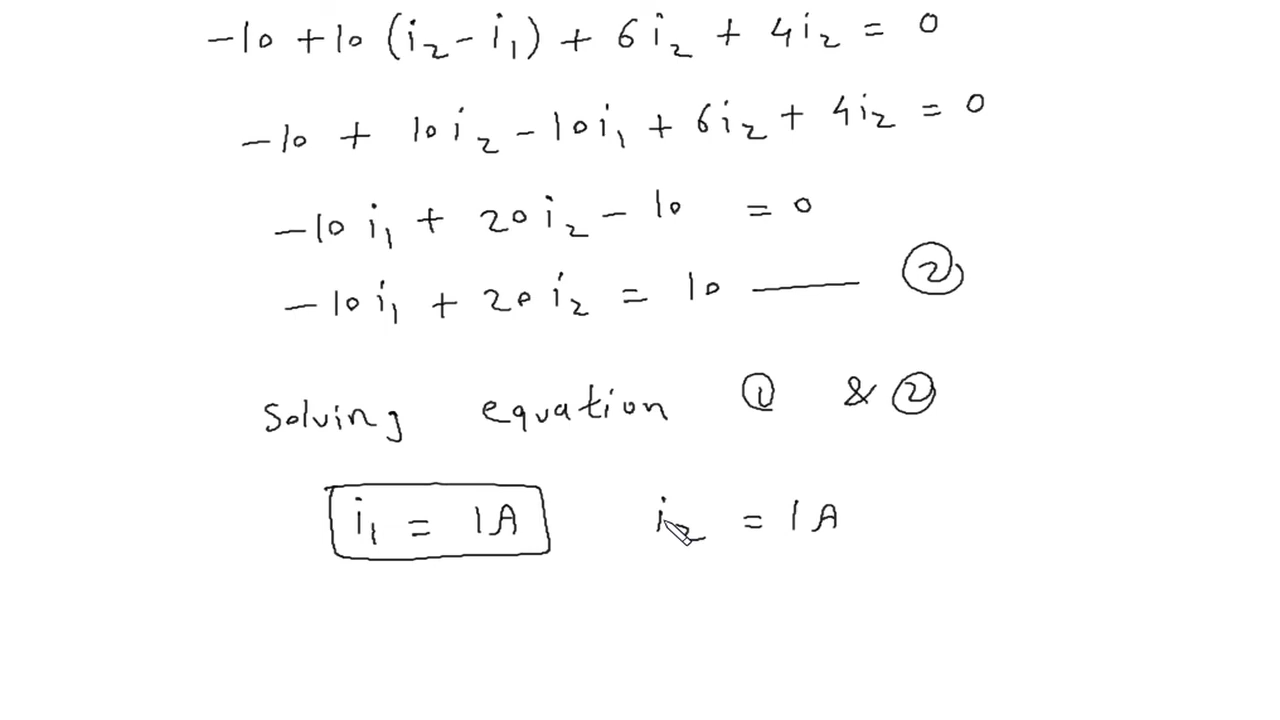 -10 +10 (i₂ - i₁) + 6i₂ + 4i₂ = 0
-10 + 10i₂ - 10i₁ + 6i₂ + 4i₂ = 0
-10i₁ + 20i₂ - 10 = 0
-10i₁ + 20i₂ = 10 —— ②
Solving equation ① & ②
i₁ = 1A i₂ = 1A